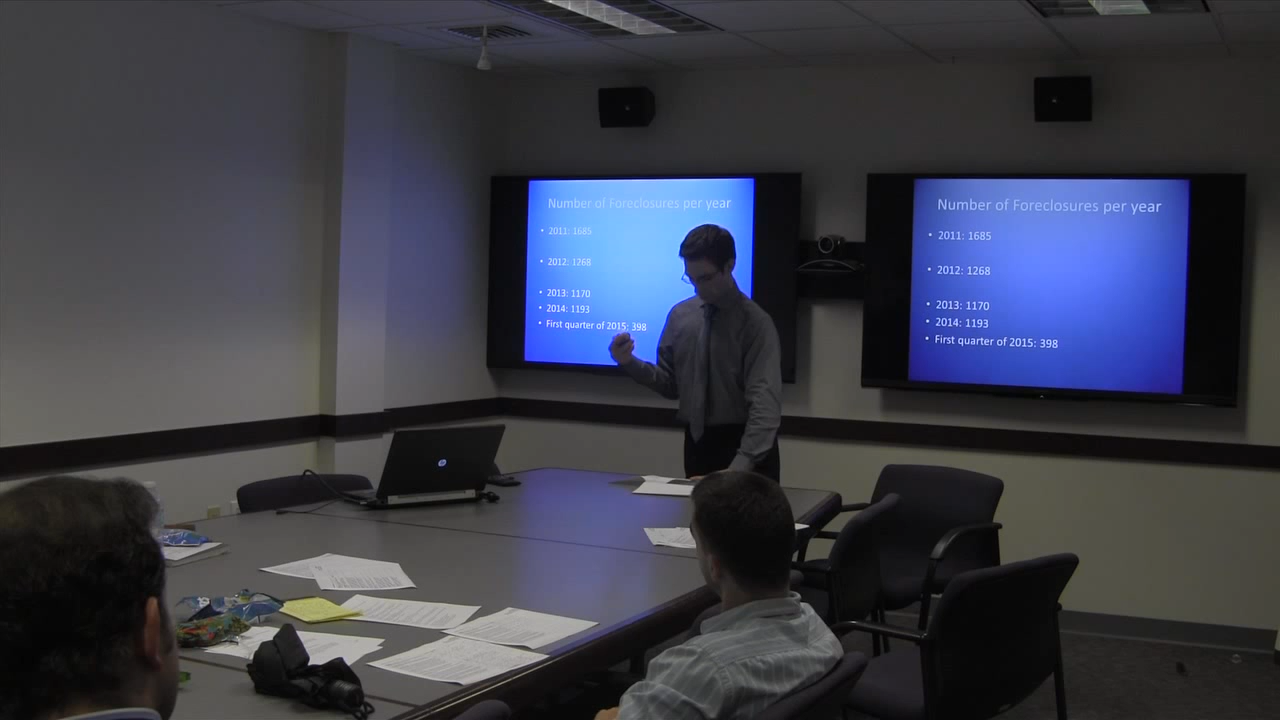 Number of Foreclosures per year
• 2011: 1685
• 2012: 1268
• 2013: 1170
• 2014: 1193
• First quarter of 2015: 398
Number of Foreclosures per year
• 2011: 1685
• 2012: 1268
• 2013: 1170
• 2014: 1193
• First quarter of 2015: 398
hp